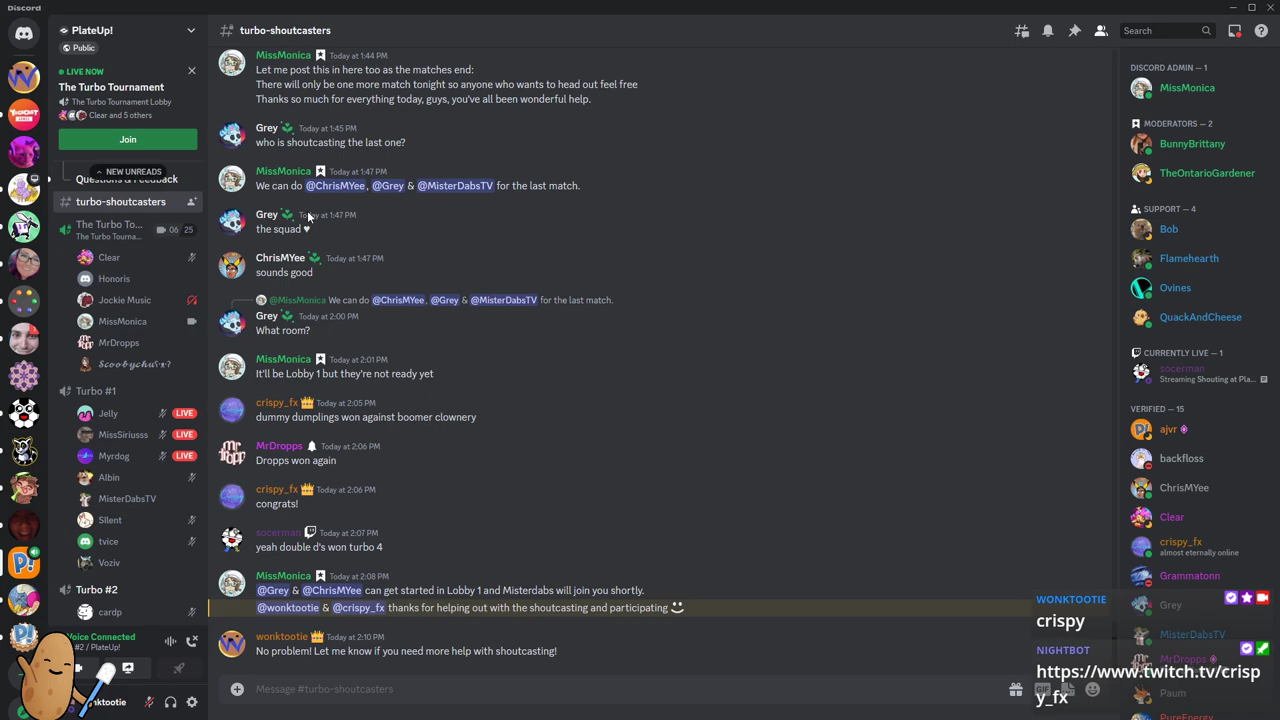 Discord
PlateUp!
Public
LIVE NOW
The Turbo Tournament
The Turbo Tournament Lobby
Clear and 5 others
Join
NEW UNREADS
Questions & Feedback
turbo-shoutcasters
The Turbo To...
The Turbo Tourna...
06 25
Clear
Honoris
Jockie Music
MissMonica
MrDropps
Turbo #1
Jelly LIVE
MissSiriusss LIVE
Myrdog LIVE
Albin
MisterDabsTV
Sllent
tvice
Voziv
Turbo #2
cardp
Voice Connected
#2 / PlateUp!
turbo-shoutcasters
Search
MissMonica Today at 1:44 PM
Let me post this in here too as the matches end:
There will only be one more match tonight so anyone who wants to head out feel free
Thanks so much for everything today, guys, you've all been wonderful help.
Grey Today at 1:45 PM
who is shoutcasting the last one?
MissMonica Today at 1:47 PM
We can do @ChrisMYee, @Grey & @MisterDabsTV for the last match.
Grey Today at 1:47 PM
the squad ♥
ChrisMYee Today at 1:47 PM
sounds good
@MissMonica We can do @ChrisMYee, @Grey & @MisterDabsTV for the last match.
Grey Today at 2:00 PM
What room?
MissMonica Today at 2:01 PM
It'll be Lobby 1 but they're not ready yet
crispy_fx Today at 2:05 PM
dummy dumplings won against boomer clownery
MrDropps Today at 2:06 PM
Dropps won again
crispy_fx Today at 2:06 PM
congrats!
socerman Today at 2:07 PM
yeah double d's won turbo 4
MissMonica Today at 2:08 PM
@Grey & @ChrisMYee can get started in Lobby 1 and Misterdabs will join you shortly.
@wonktootie & @crispy_fx thanks for helping out with the shoutcasting and participating
wonktootie Today at 2:10 PM
No problem! Let me know if you need more help with shoutcasting!
Message #turbo-shoutcasters
DISCORD ADMIN — 1
MissMonica
MODERATORS — 2
BunnyBrittany
TheOntarioGardener
SUPPORT — 4
Bob
Flamehearth
Ovines
QuackAndCheese
CURRENTLY LIVE — 1
socerman
Streaming Shouting at Pla...
VERIFIED — 15
ajvr
backfloss
ChrisMYee
Clear
crispy_fx
almost eternally online
Grammatonn
Grey
MisterDabsTV
MrDropps
Paum
PureEnergy
WONKTOOTIE
crispy
NIGHTBOT
https://www.twitch.tv/crisp
y_fx